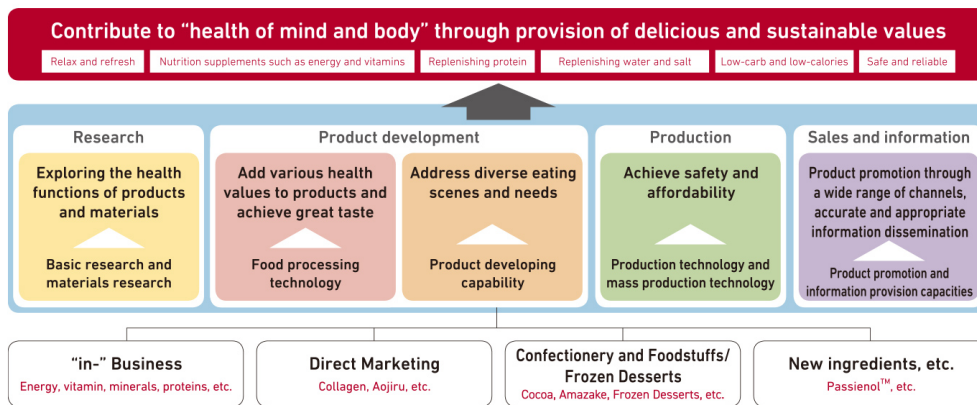 Contribute to “health of mind and body” through provision of delicious and sustainable values
Relax and refresh
Nutrition supplements such as energy and vitamins
Replenishing protein
Replenishing water and salt
Low-carb and low-calories
Safe and reliable
Research
Exploring the health
functions of products
and materials
Basic research and
materials research
Product development
Add various health
values to products and
achieve great taste
Food processing
technology
Address diverse eating
scenes and needs
Product developing
capability
Production
Achieve safety and
affordability
Production technology and
mass production technology
Sales and information
Product promotion through
a wide range of channels,
accurate and appropriate
information dissemination
Product promotion and
information provision capacities
“in-” Business
Energy, vitamin, minerals, proteins, etc.
Direct Marketing
Collagen, Aojiru, etc.
Confectionery and Foodstuffs/
Frozen Desserts
Cocoa, Amazake, Frozen Desserts, etc.
New ingredients, etc.
Passienol™, etc.